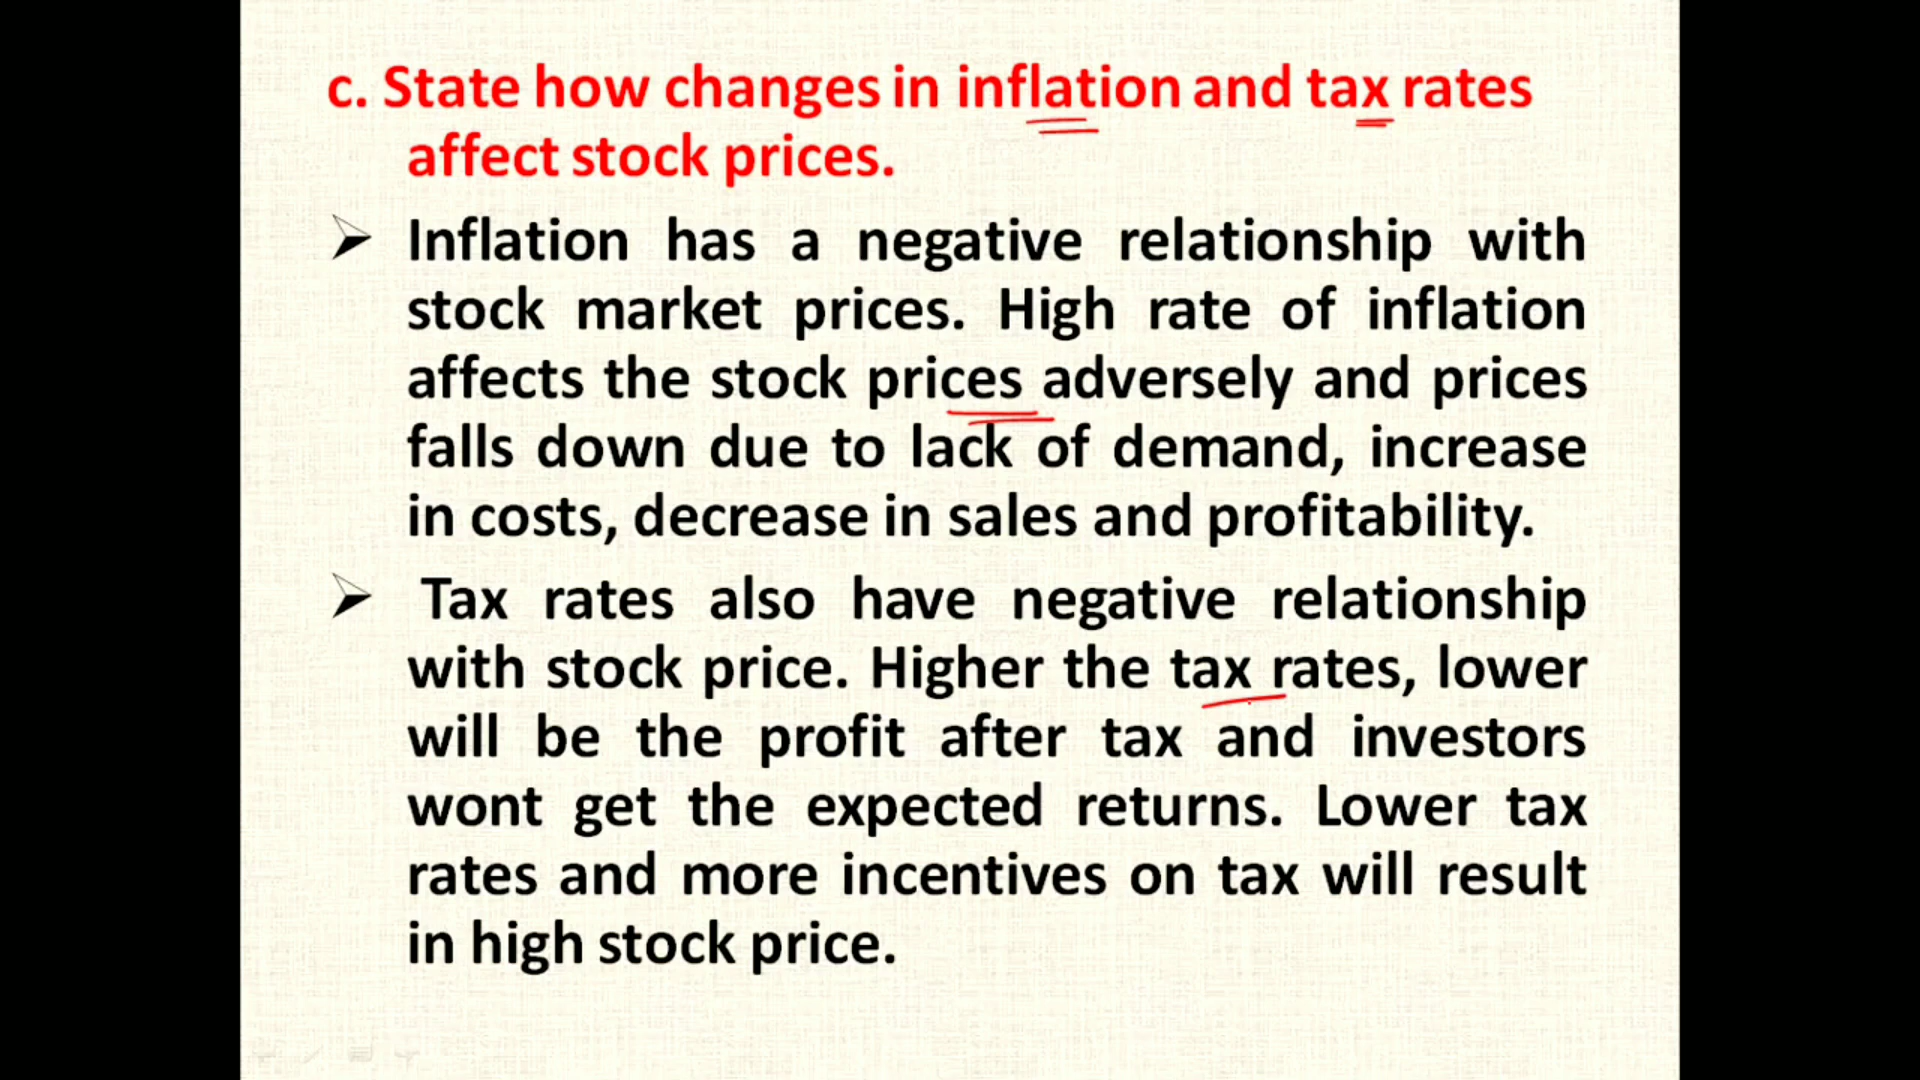 c. State how changes in inflation and tax rates
affect stock prices.
Inflation has a negative relationship with
stock market prices. High rate of inflation
affects the stock prices adversely and prices
falls down due to lack of demand, increase
in costs, decrease in sales and profitability.
Tax rates also have negative relationship
with stock price. Higher the tax rates, lower
will be the profit after tax and investors
wont get the expected returns. Lower tax
rates and more incentives on tax will result
in high stock price.